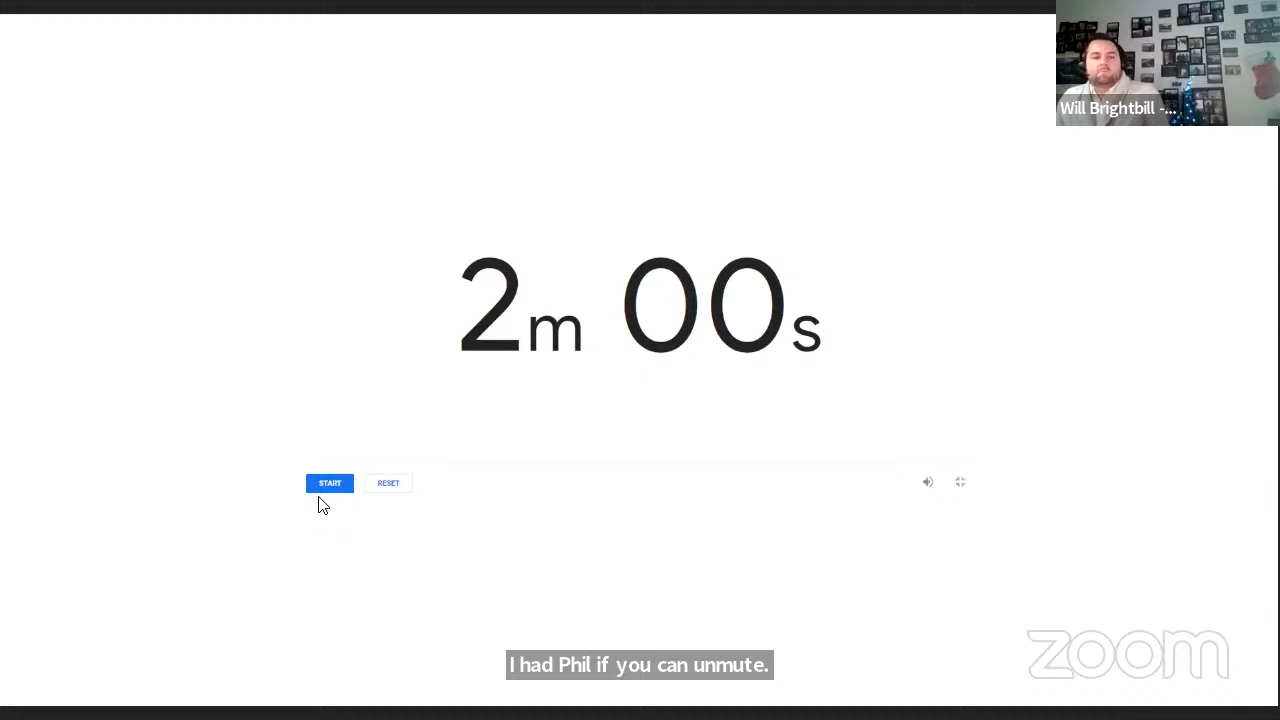 Will Brightbill -...
2m 00s
START
RESET
I had Phil if you can unmute.
zoom